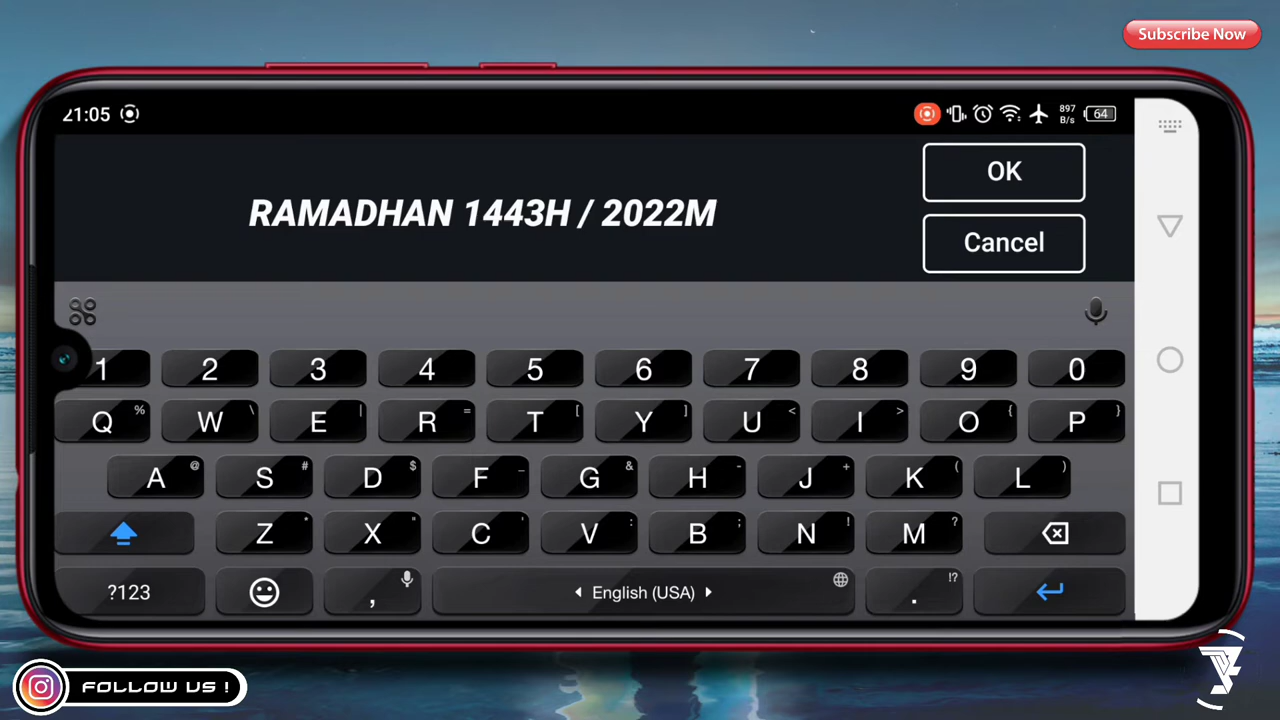 Subscribe Now
21:05
897
B/s
64
RAMADHAN 1443H / 2022M
OK
Cancel
1 2 3 4 5 6 7 8 9 0
Q % W \ E | R = T [ Y ] U < I > O { P }
A @ S # D $ F _ G & H - J + K ( L )
Z * X " C ' V : B ; N ! M ?
?123 , English (USA) . !?
FOLLOW US !